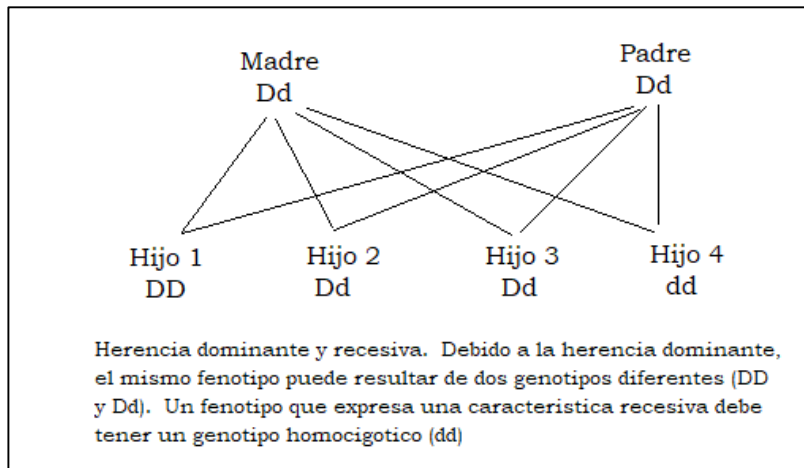 Madre
Dd
Padre
Dd
Hijo 1
DD
Hijo 2
Dd
Hijo 3
Dd
Hijo 4
dd
Herencia dominante y recesiva.  Debido a la herencia dominante,
el mismo fenotipo puede resultar de dos genotipos diferentes (DD
y Dd).  Un fenotipo que expresa una caracteristica recesiva debe
tener un genotipo homocigotico (dd)